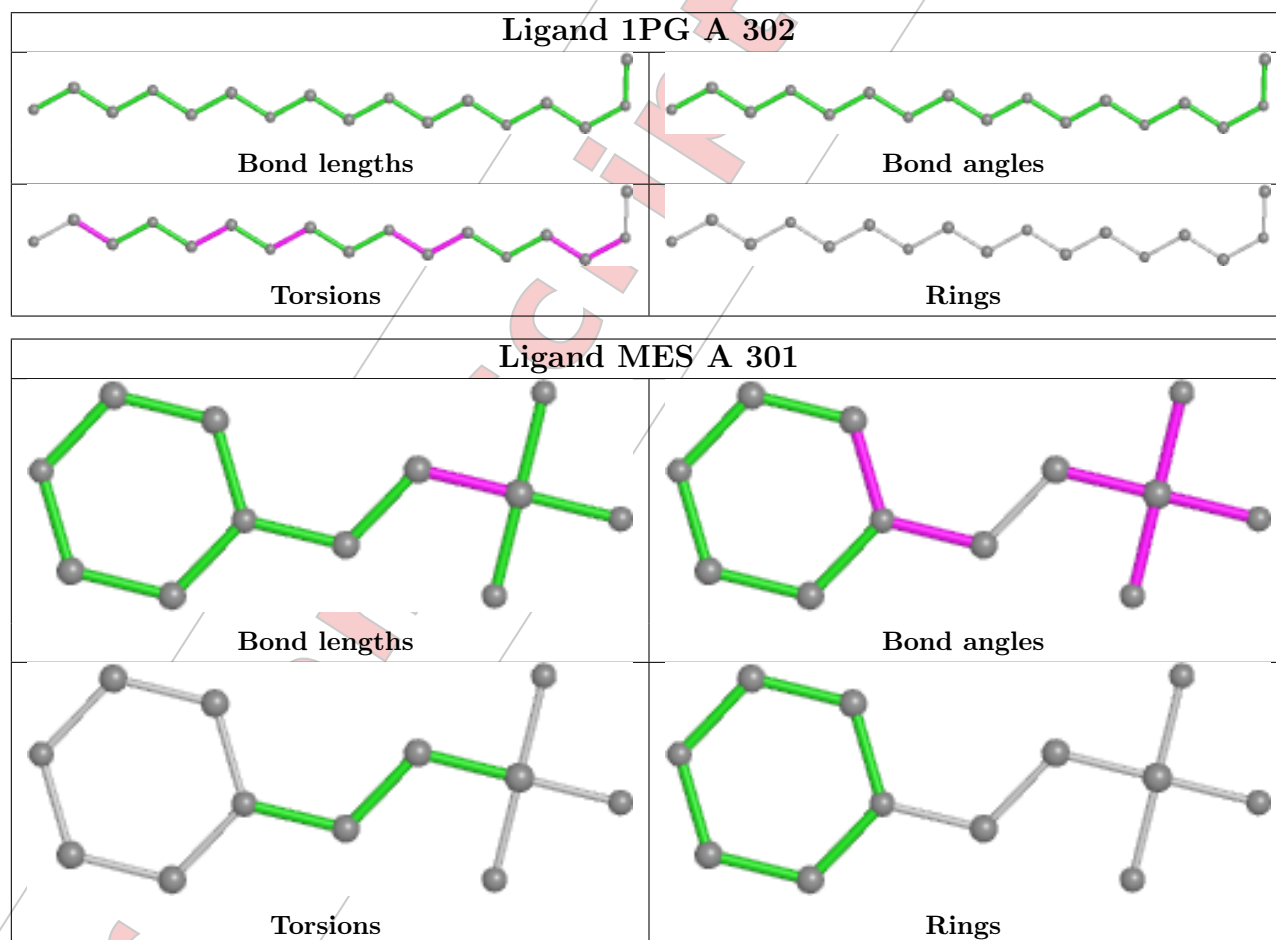 Ligand 1PG A 302
Bond lengths
Bond angles
Torsions
Rings
Ligand MES A 301
Bond lengths
Bond angles
Torsions
Rings